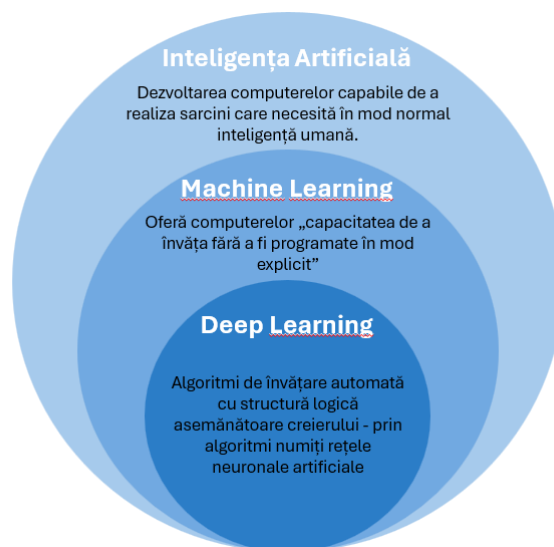 Inteligența Artificială
Dezvoltarea computerelor capabile de a
realiza sarcini care necesită în mod normal
inteligență umană.
Machine Learning
Oferă computerelor „capacitatea de a
învăța fără a fi programate în mod
explicit”
Deep Learning
Algoritmi de învățare automată
cu structură logică
asemănătoare creierului - prin
algoritmi numiți rețele
neuronale artificiale